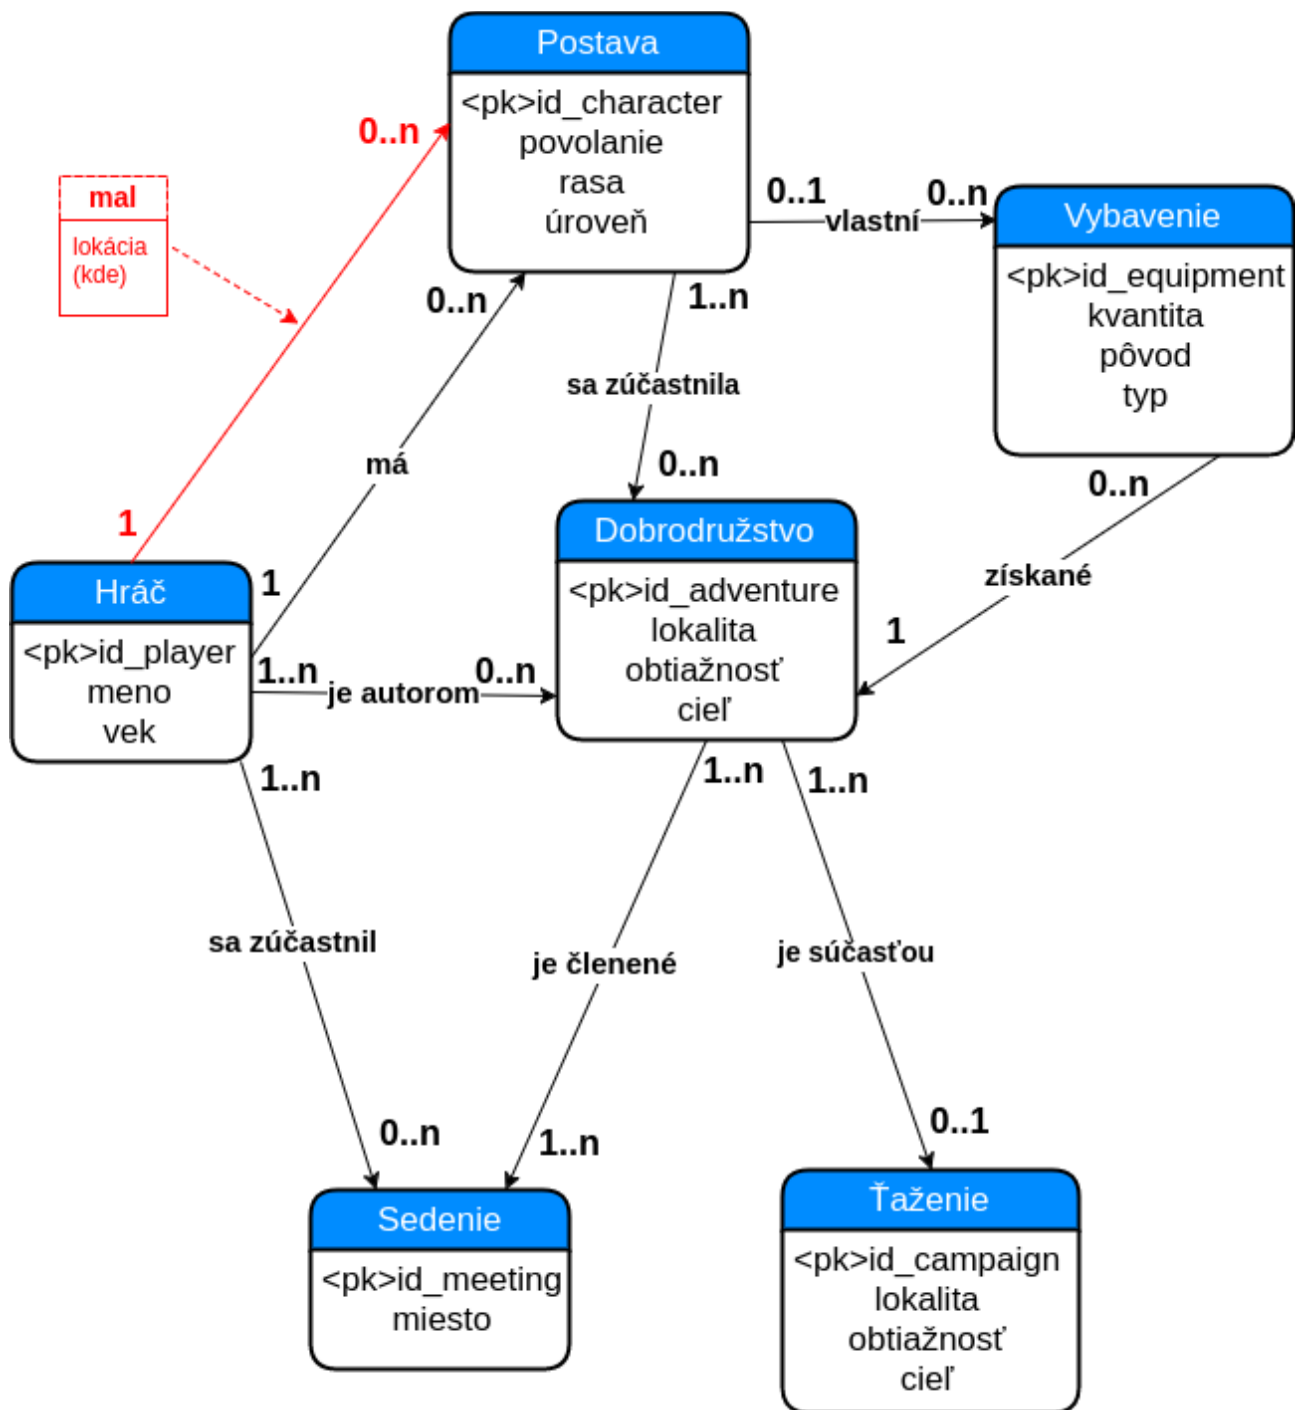 Postava
<pk>id_character
povolanie
rasa
úroveň
0..n
mal
lokácia
(kde)
0..1
vlastní
0..n
Vybavenie
<pk>id_equipment
kvantita
pôvod
typ
0..n
1..n
sa zúčastnila
má
0..n
0..n
získané
1
1
Dobrodružstvo
<pk>id_adventure
lokalita
obtiažnosť
cieľ
Hráč
<pk>id_player
meno
vek
1
1..n
je autorom
0..n
1..n
1..n
1..n
sa zúčastnil
je členené
je súčasťou
0..n
1..n
0..1
Sedenie
<pk>id_meeting
miesto
Ťaženie
<pk>id_campaign
lokalita
obtiažnosť
cieľ